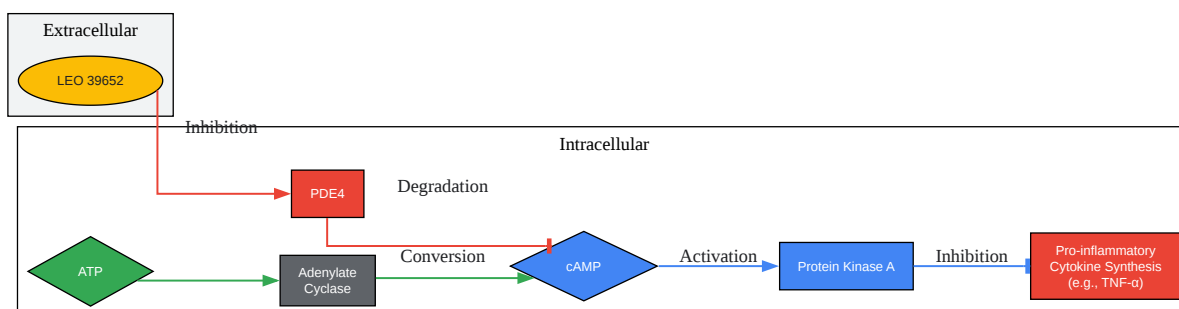 Extracellular
LEO 39652
Inhibition
Intracellular
PDE4
Degradation
ATP
Adenylate
Cyclase
Conversion
cAMP
Activation
Protein Kinase A
Inhibition
Pro-inflammatory
Cytokine Synthesis
(e.g., TNF-α)